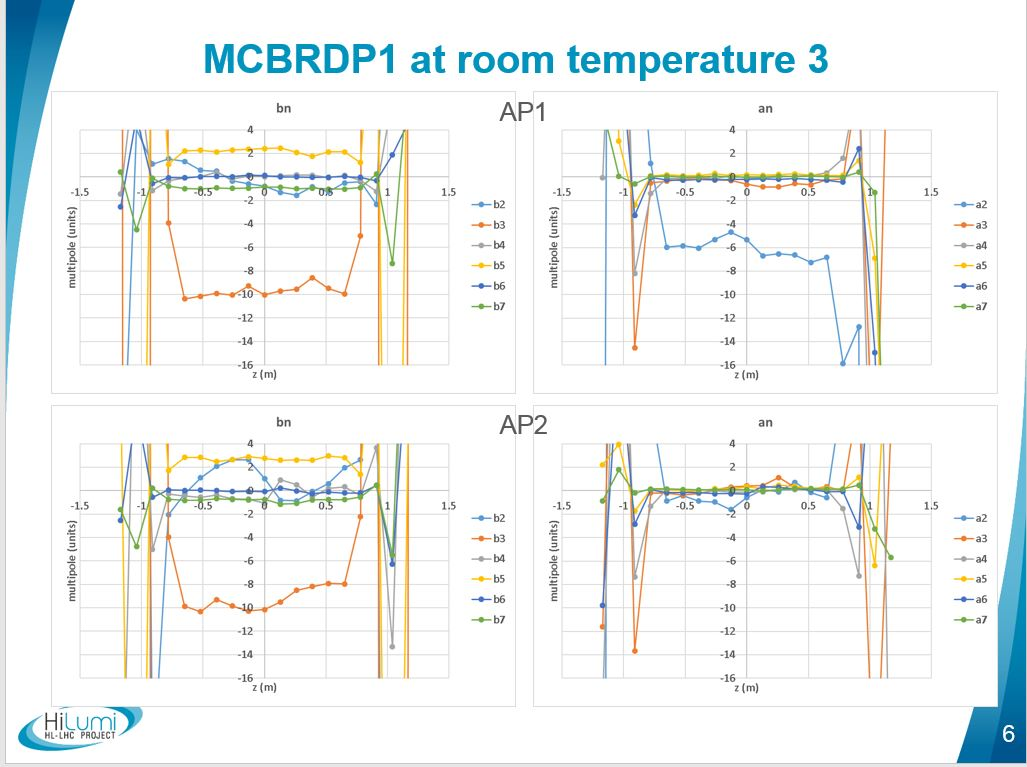 MCBRDP1 at room temperature 3
AP1
bn
4
2
-2
-4
-6
-8
-10
-12
-14
-16
-1.5
-1
-0.5
0
0.5
1
1.5
multipole (units)
z (m)
b2
b3
b4
b5
b6
b7
an
4
2
0
-2
-4
-6
-8
-10
-12
-14
-16
-1.5
-1
-0.5
0
0.5
1
1.5
multipole (units)
z (m)
a2
a3
a4
a5
a6
a7
AP2
bn
4
2
0
-2
-4
-6
-8
-10
-12
-14
-16
-1.5
-1
-0.5
0
0.5
1
1.5
multipole (units)
z (m)
b2
b3
b4
b5
b6
b7
an
4
2
0
-2
-4
-6
-8
-10
-12
-14
-16
-1.5
-1
-0.5
0
0.5
1
1.5
multipole (units)
z (m)
a2
a3
a4
a5
a6
a7
HiLumi
HL-LHC PROJECT
6